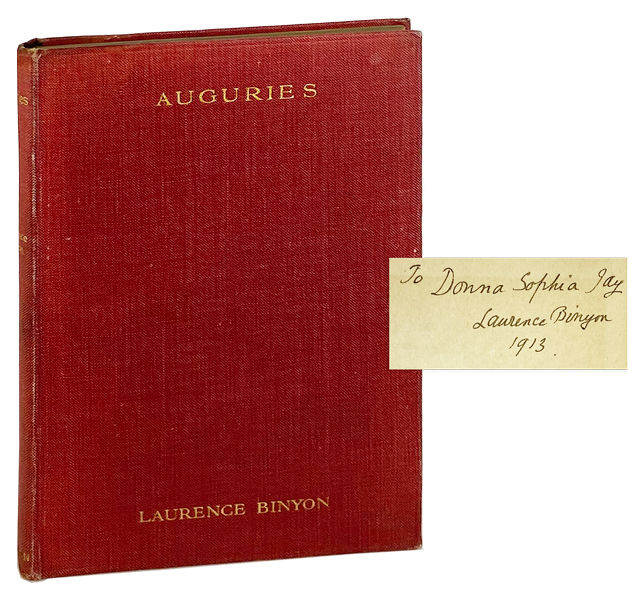 AUGURIES
LAURENCE BINYON
To Donna Sophia Jay
Laurence Binyon
1913.